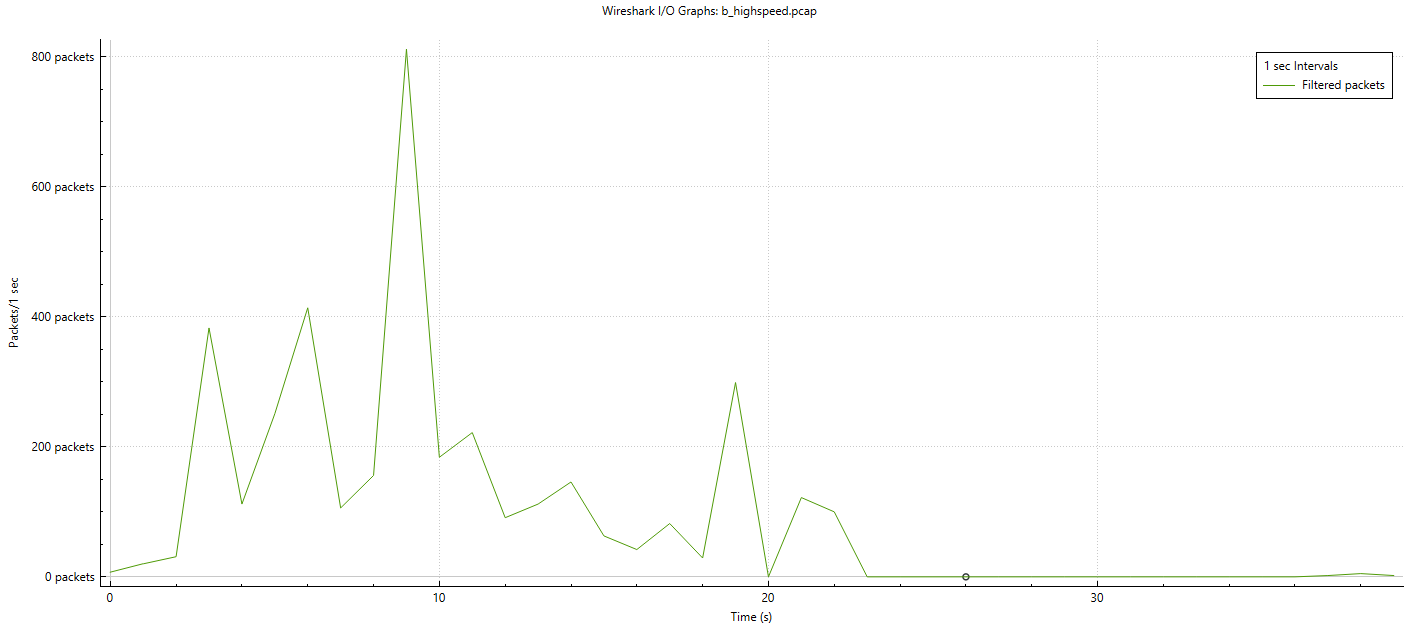 Wireshark I/O Graphs: b_highspeed.pcap
800 packets
600 packets
400 packets
200 packets
0 packets
Packets/1 sec
1 sec Intervals
Filtered packets
0
10
20
30
Time (s)